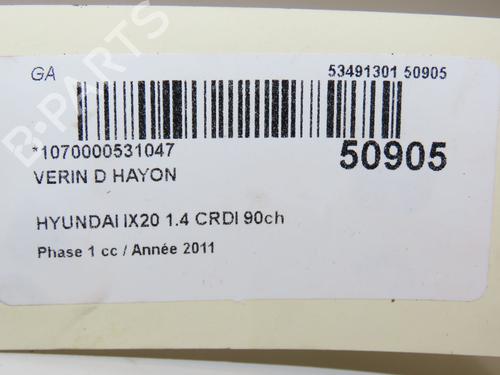 GA
53491301 50905
*1070000531047
50905
VERIN D HAYON
HYUNDAI IX20 1.4 CRDI 90ch
Phase 1 cc / Année 2011
B-PARTS